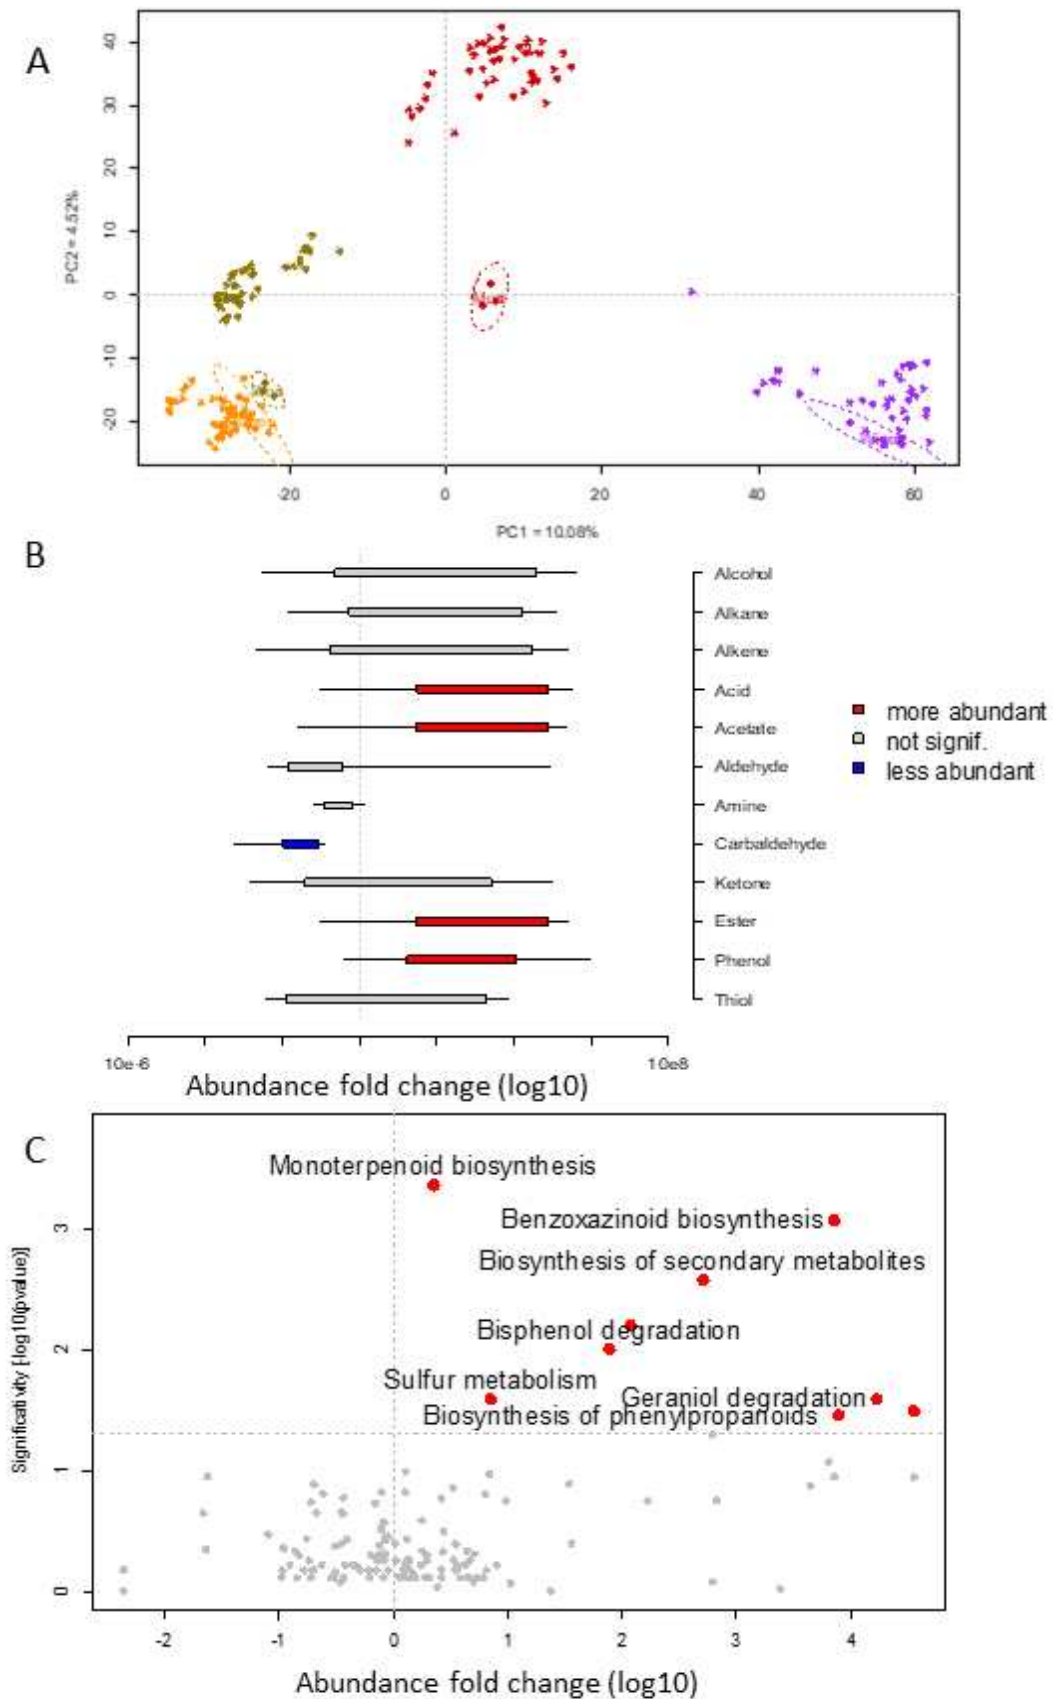 A
40
30
20
10
0
-10
-20
PC2 = 4.52%
-20
0
20
40
60
PC1 = 10.08%
B
Alcohol
Alkane
Alkene
Acid
Acetate
Aldehyde
Amine
Carbaldehyde
Ketone
Ester
Phenol
Thiol
more abundant
not signif.
less abundant
10e-6
10e8
Abundance fold change (log10)
C
Monoterpenoid biosynthesis
Benzoxazinoid biosynthesis
Biosynthesis of secondary metabolites
Bisphenol degradation
Sulfur metabolism
Geraniol degradation
Biosynthesis of phenylpropanoids
3
2
1
0
Significativity [-log10(pvalue)]
-2
-1
0
1
2
3
4
Abundance fold change (log10)